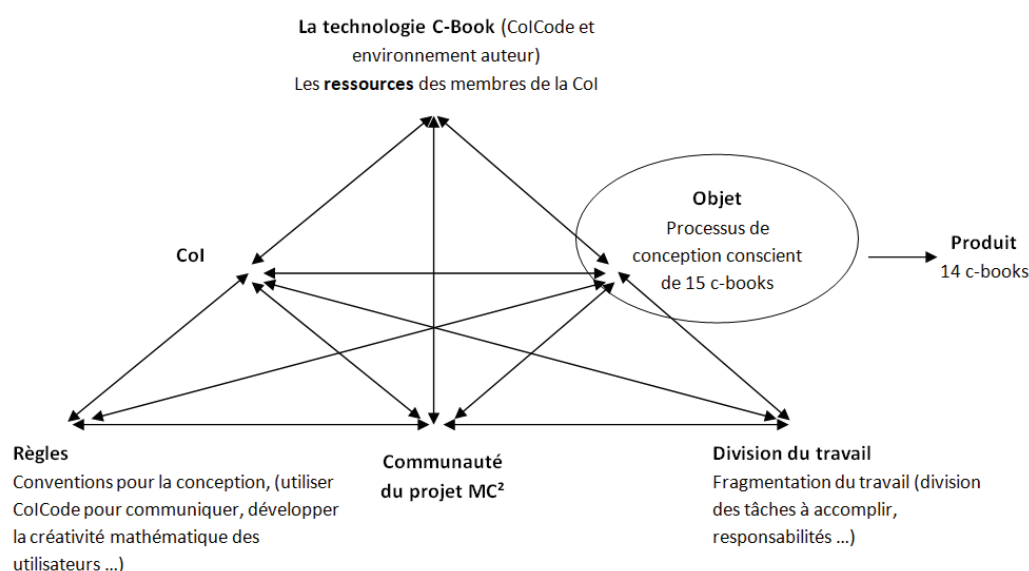 La technologie C-Book (CoICode et
environnement auteur)
Les ressources des membres de la CoI
Objet
Processus de
conception conscient
de 15 c-books
CoI
Produit
14 c-books
Règles
Conventions pour la conception, (utiliser
CoICode pour communiquer, développer
la créativité mathématique des
utilisateurs ...)
Communauté
du projet MC²
Division du travail
Fragmentation du travail (division
des tâches à accomplir,
responsabilités ...)